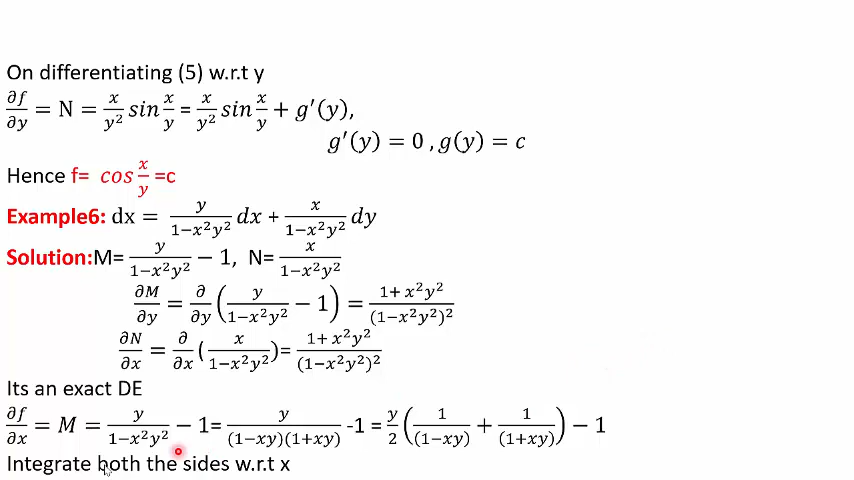 On differentiating (5) w.r.t y
∂f/∂y = N = x/y² sin x/y = x/y² sin x/y + g′(y),
g′(y) = 0 , g(y) = c
Hence f= cos x/y =c
Example6: dx = y/(1−x²y²) dx + x/(1−x²y²) dy
Solution:M= y/(1−x²y²) − 1, N= x/(1−x²y²)
∂M/∂y = ∂/∂y (y/(1−x²y²) − 1) = (1+ x²y²)/(1−x²y²)²
∂N/∂x = ∂/∂x (x/(1−x²y²))= (1+ x²y²)/(1−x²y²)²
Its an exact DE
∂f/∂x = M = y/(1−x²y²) − 1= y/((1−xy)(1+xy)) -1 = y/2 (1/(1−xy) + 1/(1+xy)) − 1
Integrate both the sides w.r.t x